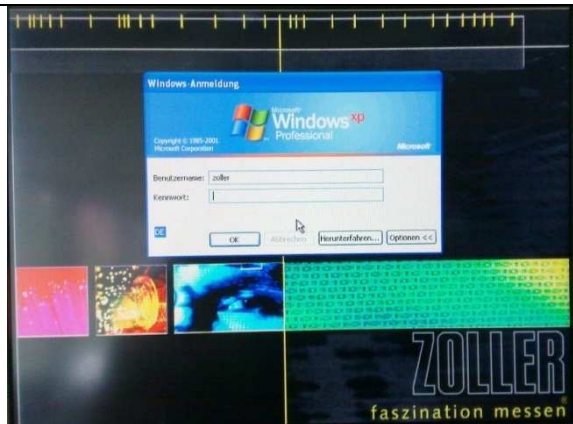 Windows-Anmeldung
Microsoft
Windows xp
Professional
Copyright © 1985-2001
Microsoft Corporation
Microsoft
Benutzername: zoller
Kennwort:
DE
OK
Abbrechen
Herunterfahren...
Optionen <<
ZOLLER
faszination messen